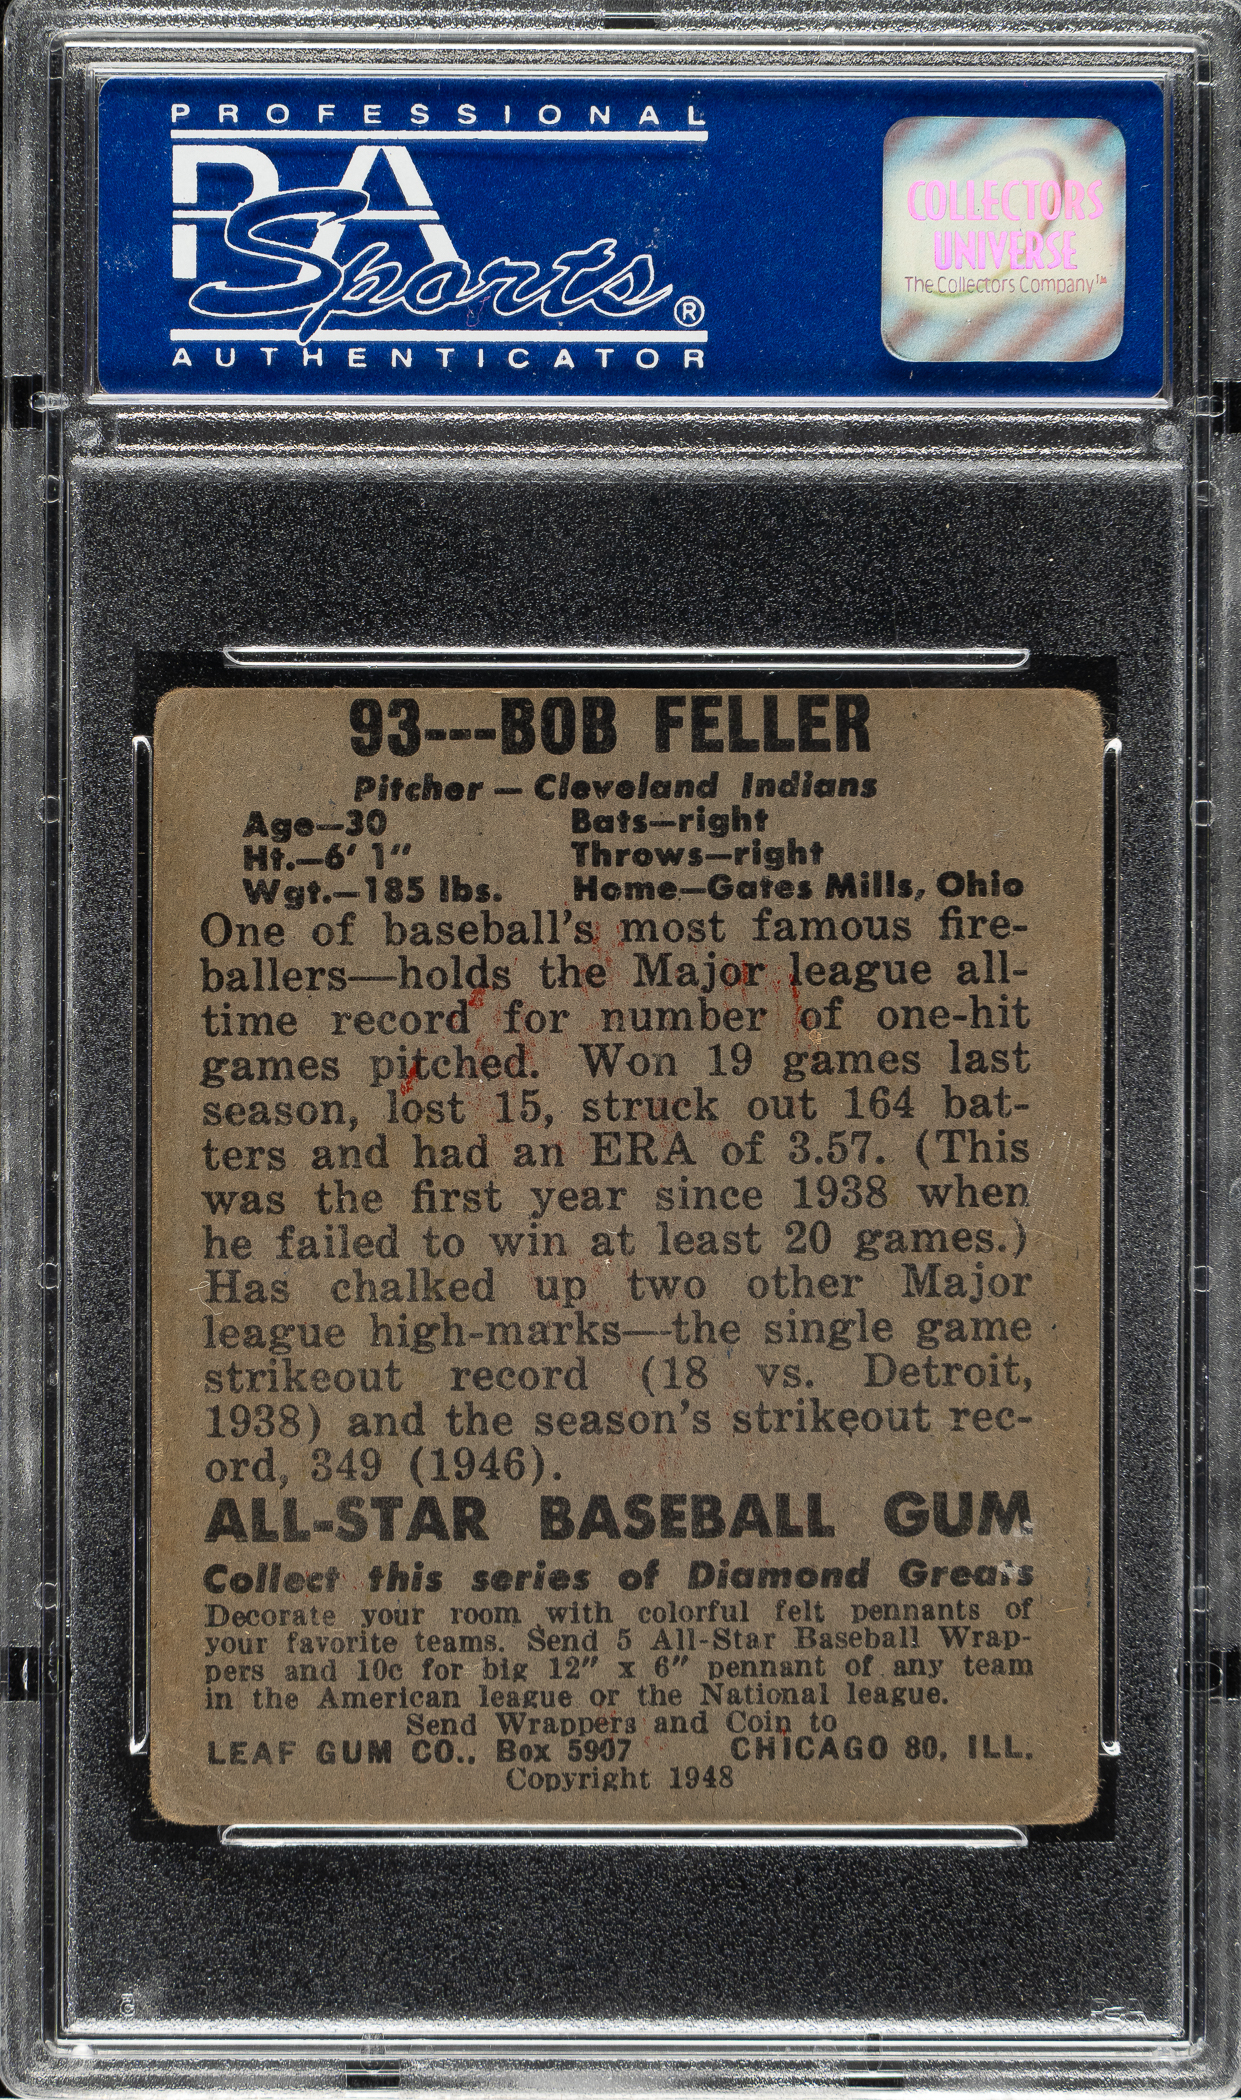 PROFESSIONAL
PSA
Sports®
AUTHENTICATOR
COLLECTORS
UNIVERSE
The Collectors Company™
93---BOB FELLER
Pitcher — Cleveland Indians
Age—30 Bats—right
Ht.—6' 1" Throws—right
Wgt.—185 lbs. Home—Gates Mills, Ohio
One of baseball's most famous fire-
ballers—holds the Major league all-
time record for number of one-hit
games pitched. Won 19 games last
season, lost 15, struck out 164 bat-
ters and had an ERA of 3.57. (This
was the first year since 1938 when
he failed to win at least 20 games.)
Has chalked up two other Major
league high-marks—the single game
strikeout record (18 vs. Detroit,
1938) and the season's strikeout rec-
ord, 349 (1946).
ALL-STAR BASEBALL GUM
Collect this series of Diamond Greats
Decorate your room with colorful felt pennants of
your favorite teams. Send 5 All-Star Baseball Wrap-
pers and 10c for big 12" x 6" pennant of any team
in the American league or the National league.
Send Wrappers and Coin to
LEAF GUM CO., Box 5907 CHICAGO 80, ILL.
Copyright 1948
PSA